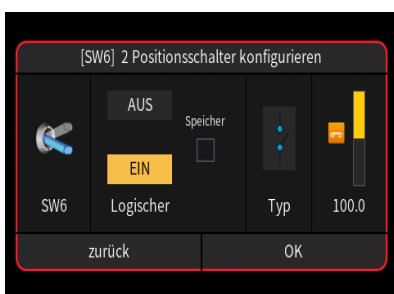 [SW6] 2 Positionsschalter konfigurieren
AUS
Speicher
EIN
SW6
Logischer
Typ
100.0
zurück
OK